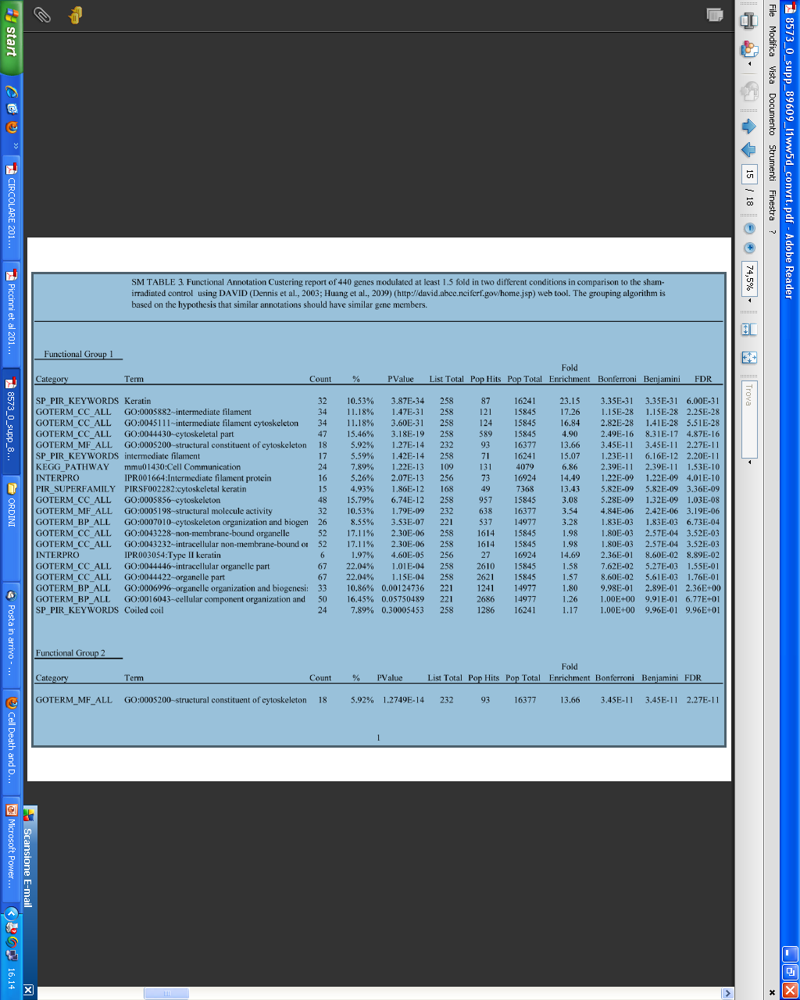 8573_0_supp_89609_l1ww5d_convrt.pdf - Adobe Reader
File Modifica Vista Documento Strumenti Finestra ?
15 / 18 74,5% Trova
SM TABLE 3. Functional Annotation Custering report of 440 genes modulated at least 1.5 fold in two different conditions in comparison to the sham-
irradiated control using DAVID (Dennis et al., 2003; Huang et al., 2009) (http://david.abcc.nciferf.gov/home.jsp) web tool. The grouping algorithm is
based on the hypothesis that similar annotations should have similar gene members.
Functional Group 1
Category Term Count % PValue List Total Pop Hits Pop Total Fold Enrichment Bonferroni Benjamini FDR
SP_PIR_KEYWORDS Keratin 32 10.53% 3.87E-34 258 87 16241 23.15 3.35E-31 3.35E-31 6.00E-31
GOTERM_CC_ALL GO:0005882~intermediate filament 34 11.18% 1.47E-31 258 121 15845 17.26 1.15E-28 1.15E-28 2.25E-28
GOTERM_CC_ALL GO:0045111~intermediate filament cytoskeleton 34 11.18% 3.60E-31 258 124 15845 16.84 2.82E-28 1.41E-28 5.51E-28
GOTERM_CC_ALL GO:0044430~cytoskeletal part 47 15.46% 3.18E-19 258 589 15845 4.90 2.49E-16 8.31E-17 4.87E-16
GOTERM_MF_ALL GO:0005200~structural constituent of cytoskeleton 18 5.92% 1.27E-14 232 93 16377 13.66 3.45E-11 3.45E-11 2.27E-11
SP_PIR_KEYWORDS intermediate filament 17 5.59% 1.42E-14 258 71 16241 15.07 1.23E-11 6.16E-12 2.20E-11
KEGG_PATHWAY mmu01430:Cell Communication 24 7.89% 1.22E-13 109 131 4079 6.86 2.39E-11 2.39E-11 1.53E-10
INTERPRO IPR001664:Intermediate filament protein 16 5.26% 2.07E-13 256 73 16924 14.49 1.22E-09 1.22E-09 4.01E-10
PIR_SUPERFAMILY PIRSF002282:cytoskeletal keratin 15 4.93% 1.86E-12 168 49 7368 13.43 5.82E-09 5.82E-09 3.36E-09
GOTERM_CC_ALL GO:0005856~cytoskeleton 48 15.79% 6.74E-12 258 957 15845 3.08 5.28E-09 1.32E-09 1.03E-08
GOTERM_MF_ALL GO:0005198~structural molecule activity 32 10.53% 1.79E-09 232 638 16377 3.54 4.84E-06 2.42E-06 3.19E-06
GOTERM_BP_ALL GO:0007010~cytoskeleton organization and biogen 26 8.55% 3.53E-07 221 537 14977 3.28 1.83E-03 1.83E-03 6.73E-04
GOTERM_CC_ALL GO:0043228~non-membrane-bound organelle 52 17.11% 2.30E-06 258 1614 15845 1.98 1.80E-03 2.57E-04 3.52E-03
GOTERM_CC_ALL GO:0043232~intracellular non-membrane-bound or 52 17.11% 2.30E-06 258 1614 15845 1.98 1.80E-03 2.57E-04 3.52E-03
INTERPRO IPR003054:Type II keratin 6 1.97% 4.60E-05 256 27 16924 14.69 2.36E-01 8.60E-02 8.89E-02
GOTERM_CC_ALL GO:0044446~intracellular organelle part 67 22.04% 1.01E-04 258 2610 15845 1.58 7.62E-02 5.27E-03 1.55E-01
GOTERM_CC_ALL GO:0044422~organelle part 67 22.04% 1.15E-04 258 2621 15845 1.57 8.60E-02 5.61E-03 1.76E-01
GOTERM_BP_ALL GO:0006996~organelle organization and biogenesi 33 10.86% 0.00124736 221 1241 14977 1.80 9.98E-01 2.89E-01 2.36E+00
GOTERM_BP_ALL GO:0016043~cellular component organization and 50 16.45% 0.05750489 221 2686 14977 1.26 1.00E+00 9.91E-01 6.77E+01
SP_PIR_KEYWORDS Coiled coil 24 7.89% 0.30005453 258 1286 16241 1.17 1.00E+00 9.96E-01 9.96E+01
Functional Group 2
Category Term Count % PValue List Total Pop Hits Pop Total Fold Enrichment Bonferroni Benjamini FDR
GOTERM_MF_ALL GO:0005200~structural constituent of cytoskeleton 18 5.92% 1.2749E-14 232 93 16377 13.66 3.45E-11 3.45E-11 2.27E-11
1
Scansione E-mail
start
CIRCOLARE 201...
Piccinni et al 201...
8573_0_supp_8...
ORDINI
Posta in arrivo - ...
Cell Death and D...
Microsoft Power...
16.14